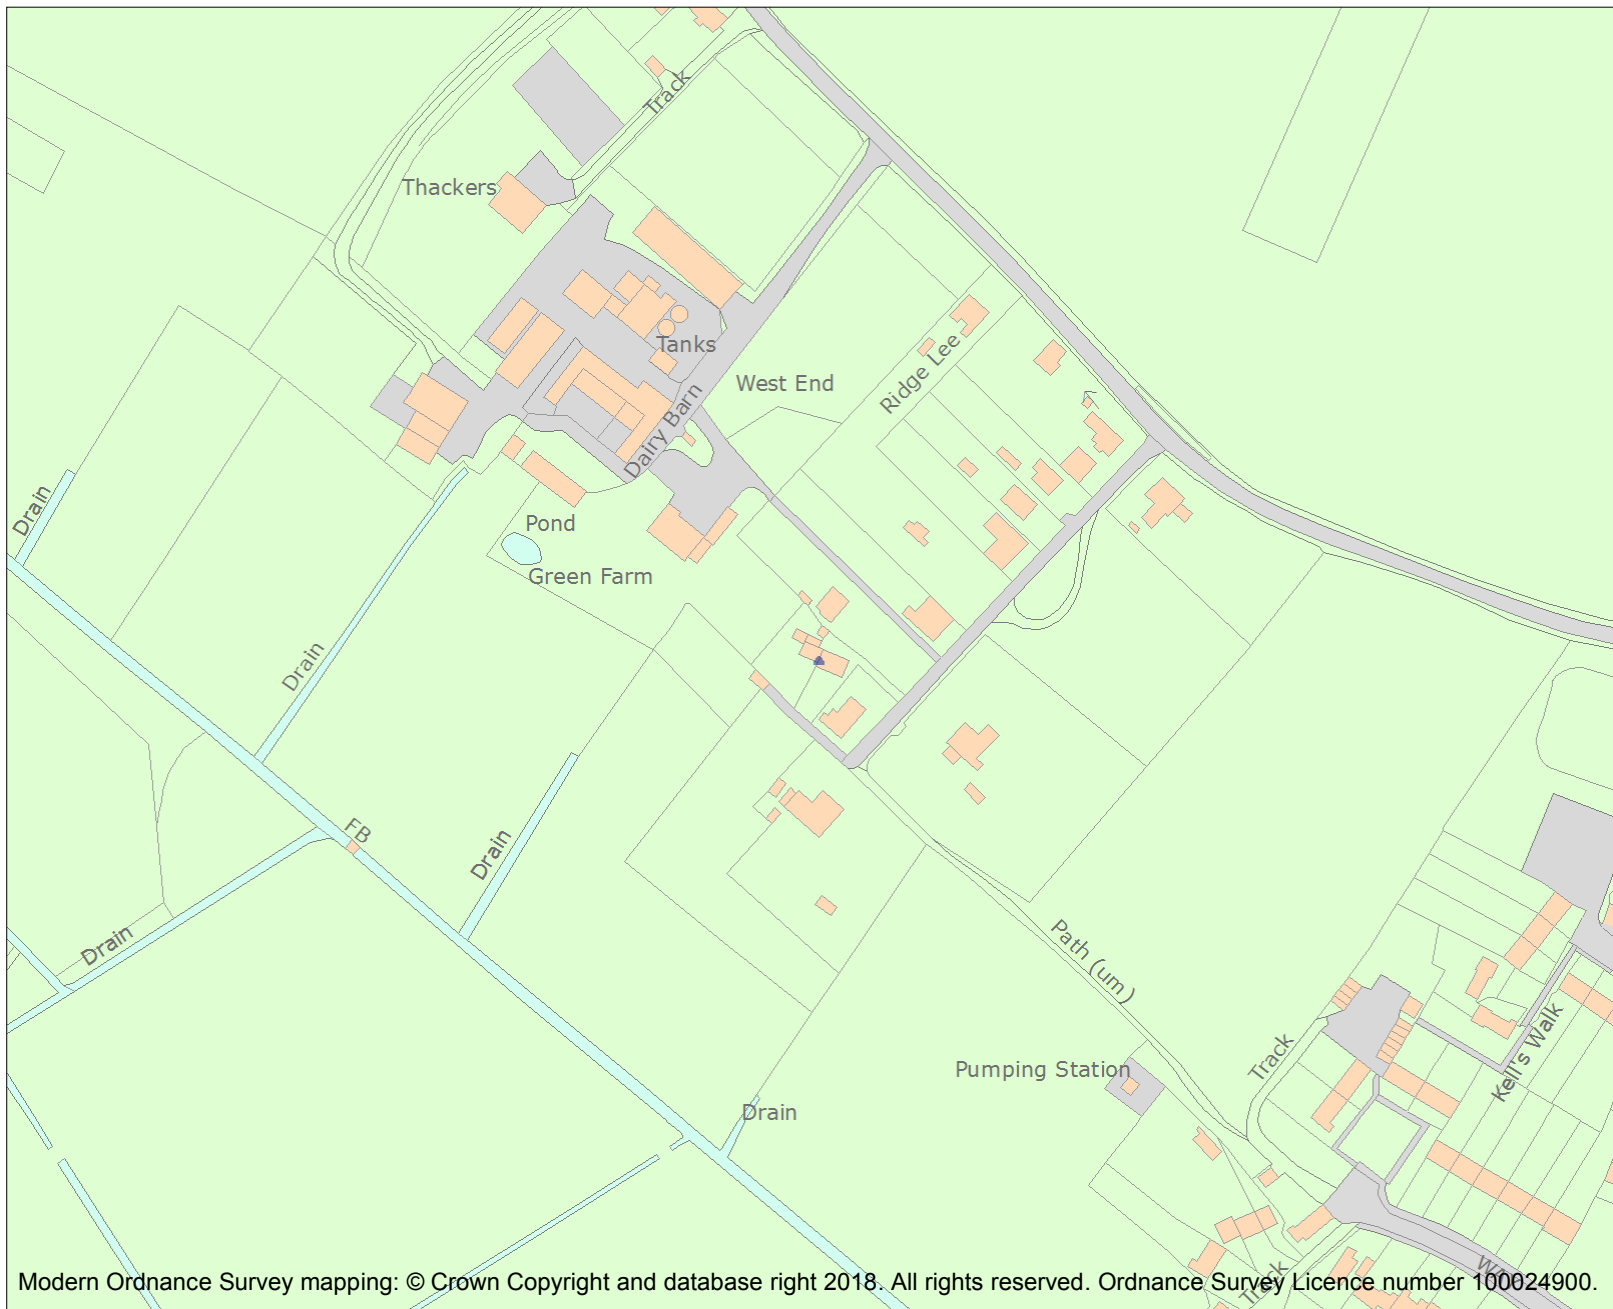 Track
Thackers
Tanks
West End
Ridge Lee
Dairy Barn
Drain
Pond
Green Farm
Drain
FB
Drain
Drain
Path (um)
Track
Kell's Walk
Pumping Station
Drain
Track
Modern Ordnance Survey mapping: © Crown Copyright and database right 2018. All rights reserved. Ordnance Survey Licence number 100024900.